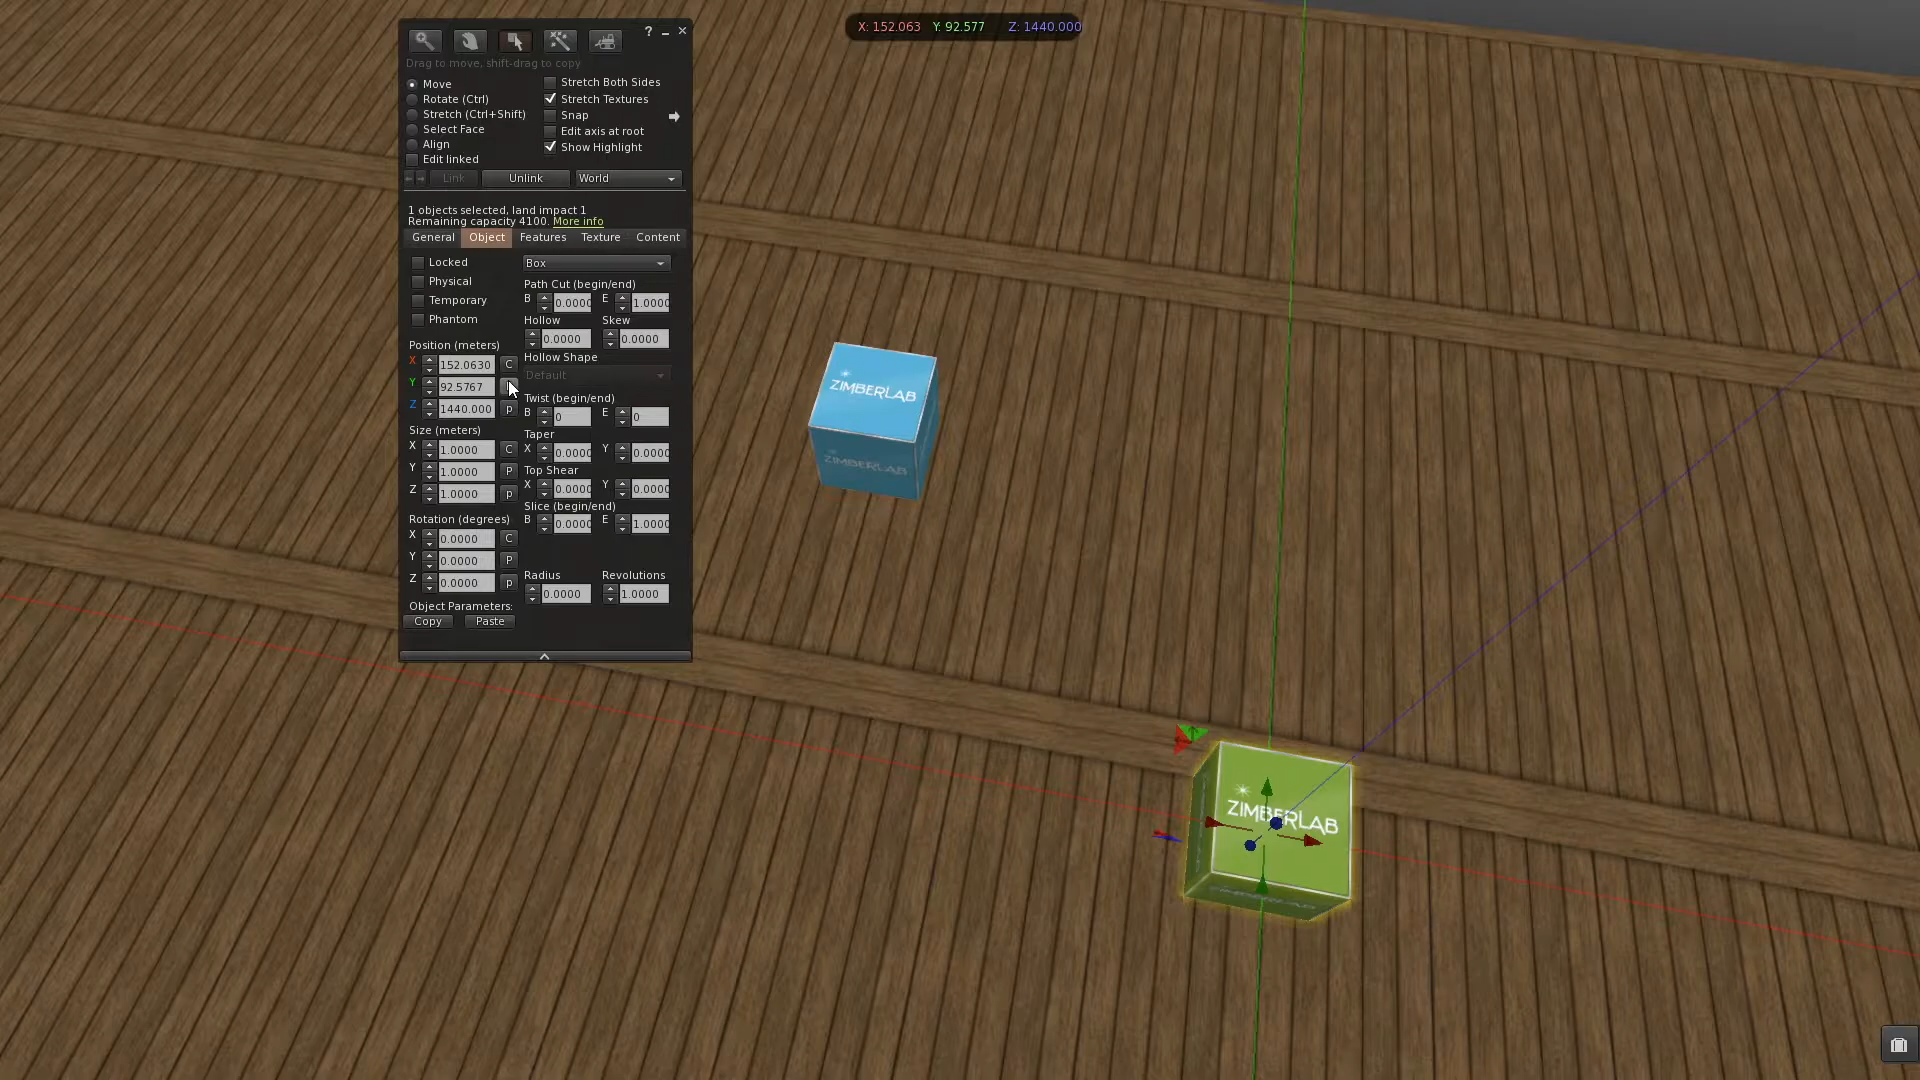 X: 152.063 Y: 92.577 Z: 1440.000
?
Drag to move, shift-drag to copy
Move
Rotate (Ctrl)
Stretch (Ctrl+Shift)
Select Face
Align
Edit linked
Stretch Both Sides
Stretch Textures
Snap
Edit axis at root
Show Highlight
Link Unlink World
1 objects selected, land impact 1
Remaining capacity 4100. More info
General Object Features Texture Content
Locked
Physical
Temporary
Phantom
Position (meters)
X 152.0630 C
Y 92.5767
Z 1440.000 p
Size (meters)
X 1.0000 C
Y 1.0000 P
Z 1.0000 p
Rotation (degrees)
X 0.0000 C
Y 0.0000 P
Z 0.0000 p
Object Parameters:
Copy Paste
Box
Path Cut (begin/end)
B 0.0000 E 1.0000
Hollow Skew
0.0000 0.0000
Hollow Shape
Default
Twist (begin/end)
B 0 E 0
Taper
X 0.0000 Y 0.0000
Top Shear
X 0.0000 Y 0.0000
Slice (begin/end)
B 0.0000 E 1.0000
Radius Revolutions
0.0000 1.0000
ZIMBERLAB
ZIMBERLAB
ZIMBERLAB